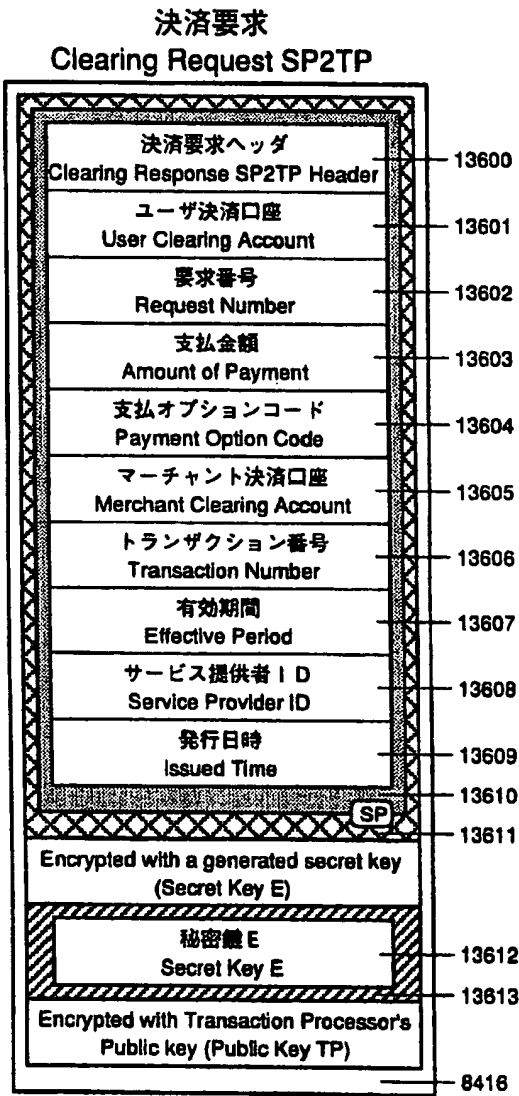 決済要求
Clearing Request SP2TP
決済要求ヘッダ
Clearing Response SP2TP Header
13600
ユーザ決済口座
User Clearing Account
13601
要求番号
Request Number
13602
支払金額
Amount of Payment
13603
支払オプションコード
Payment Option Code
13604
マーチャント決済口座
Merchant Clearing Account
13605
トランザクション番号
Transaction Number
13606
有効期間
Effective Period
13607
サービス提供者ID
Service Provider ID
13608
発行日時
Issued Time
13609
13610
SP
13611
Encrypted with a generated secret key
(Secret Key E)
秘密鍵E
Secret Key E
13612
13613
Encrypted with Transaction Processor's
Public key (Public Key TP)
8416